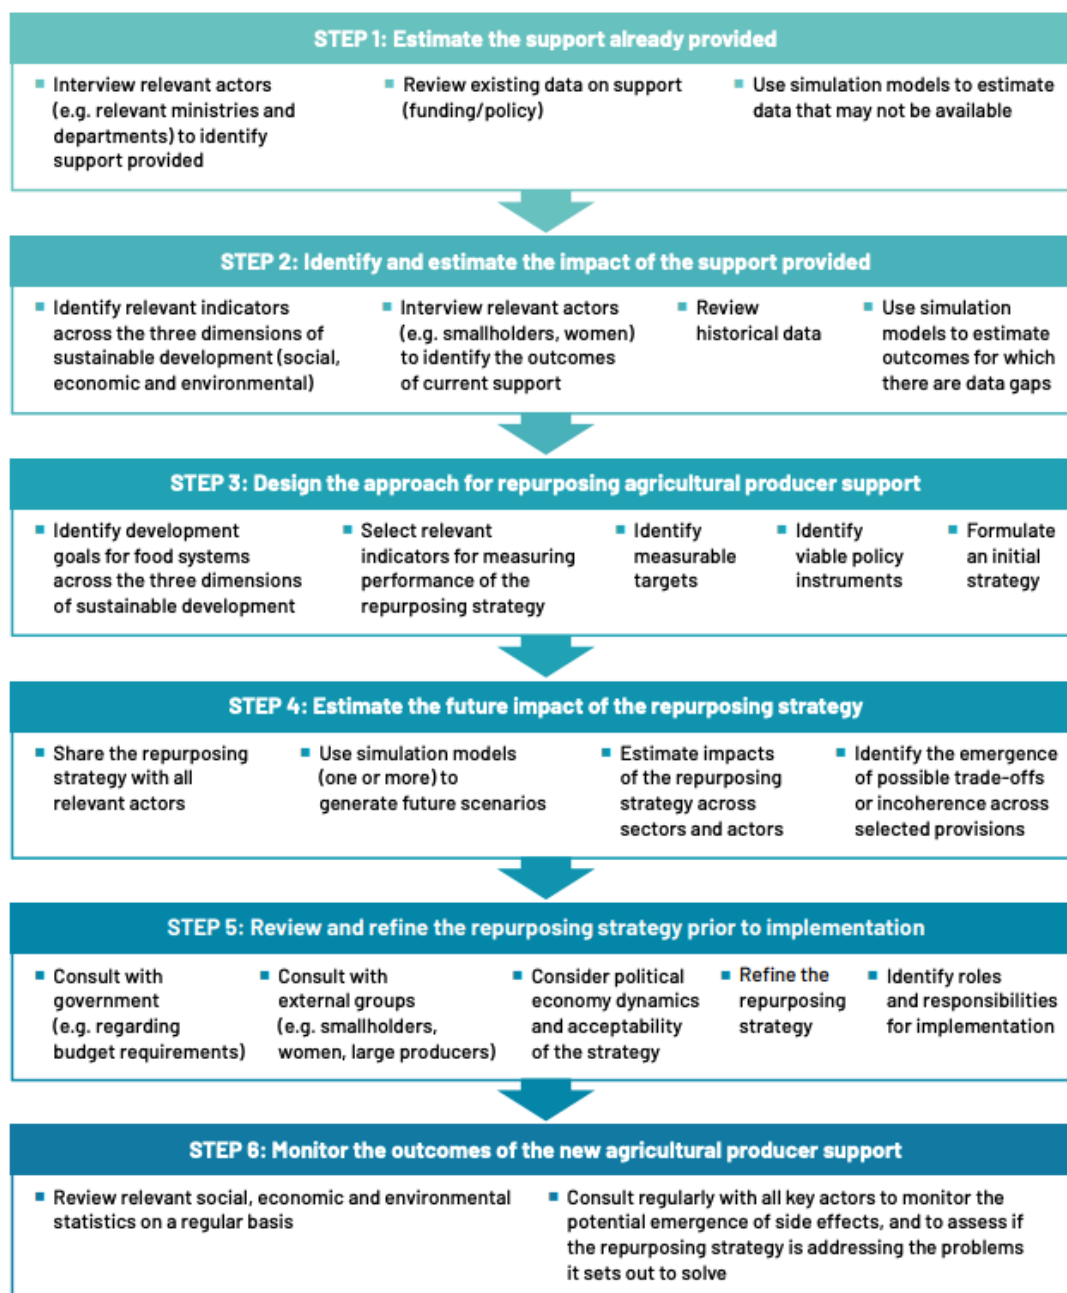 STEP 1: Estimate the support already provided
■ Interview relevant actors
(e.g. relevant ministries and
departments) to identify
support provided
■ Review existing data on support
(funding/policy)
■ Use simulation models to estimate
data that may not be available
STEP 2: Identify and estimate the impact of the support provided
■ Identify relevant indicators
across the three dimensions of
sustainable development (social,
economic and environmental)
■ Interview relevant actors
(e.g. smallholders, women)
to identify the outcomes
of current support
■ Review
historical data
■ Use simulation
models to estimate
outcomes for which
there are data gaps
STEP 3: Design the approach for repurposing agricultural producer support
■ Identify development
goals for food systems
across the three dimensions
of sustainable development
■ Select relevant
indicators for measuring
performance of the
repurposing strategy
■ Identify
measurable
targets
■ Identify
viable policy
instruments
■ Formulate
an initial
strategy
STEP 4: Estimate the future impact of the repurposing strategy
■ Share the repurposing
strategy with all
relevant actors
■ Use simulation models
(one or more) to
generate future scenarios
■ Estimate impacts
of the repurposing
strategy across
sectors and actors
■ Identify the emergence
of possible trade-offs
or incoherence across
selected provisions
STEP 5: Review and refine the repurposing strategy prior to implementation
■ Consult with
government
(e.g. regarding
budget requirements)
■ Consult with
external groups
(e.g. smallholders,
women, large producers)
■ Consider political
economy dynamics
and acceptability
of the strategy
■ Refine the
repurposing
strategy
■ Identify roles
and responsibilities
for implementation
STEP 6: Monitor the outcomes of the new agricultural producer support
■ Review relevant social, economic and environmental
statistics on a regular basis
■ Consult regularly with all key actors to monitor the
potential emergence of side effects, and to assess if
the repurposing strategy is addressing the problems
it sets out to solve